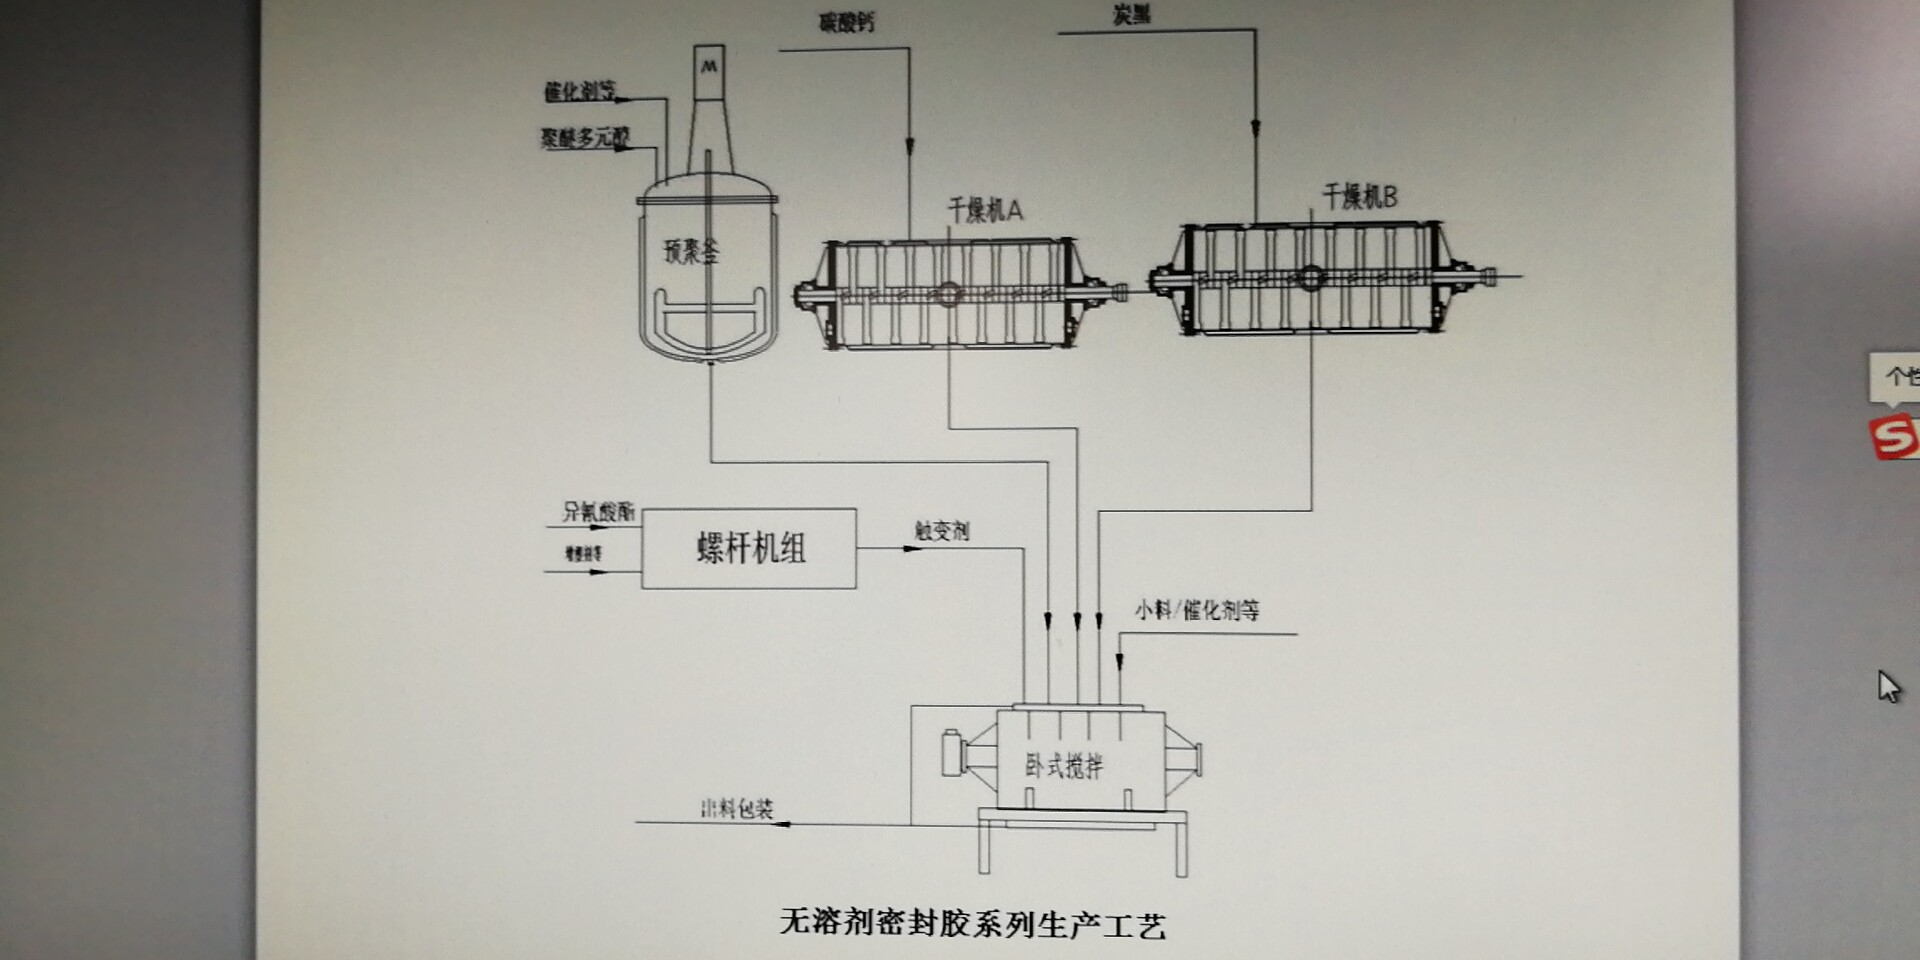 碳酸钙
炭黑
M
催化剂等
聚醚多元醇
干燥机A
干燥机B
预聚釜
个性
S
异氰酸酯
螺杆机组
触变剂
小料/催化剂等
卧式搅拌
出料包装
无溶剂密封胶系列生产工艺